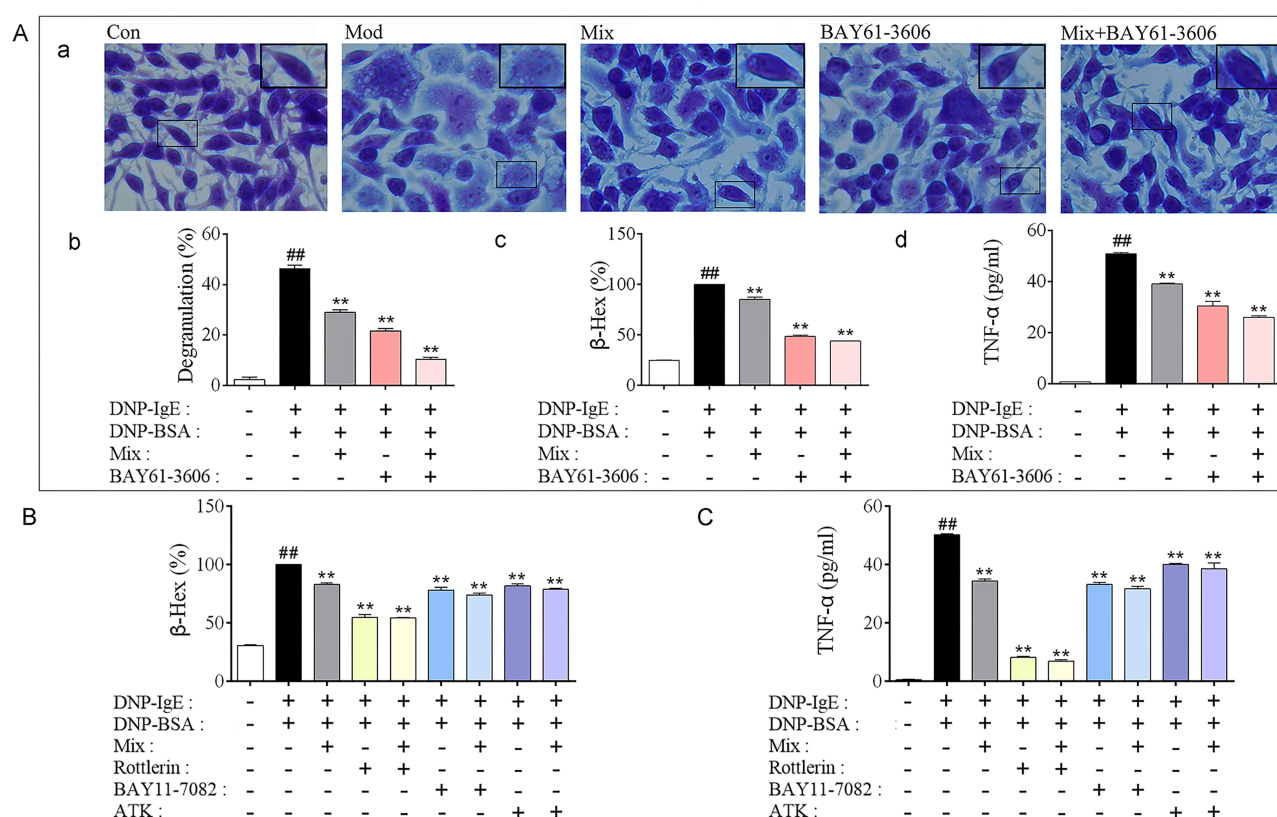 A
a
Con Mod Mix BAY61-3606 Mix+BAY61-3606
b
Degranulation (%)
60
40
20
0
##
**
**
**
DNP-IgE : - + + + +
DNP-BSA : - + + + +
Mix : - - + - +
BAY61-3606 : - - - + +
c
β-Hex (%)
150
100
50
0
##
**
**
**
DNP-IgE : - + + + +
DNP-BSA : - + + + +
Mix : - - + - +
BAY61-3606 : - - - + +
d
TNF-α (pg/ml)
60
40
20
0
##
**
**
**
DNP-IgE : - + + + +
DNP-BSA : - + + + +
Mix : - - + - +
BAY61-3606 : - - - + +
B
β-Hex (%)
150
100
50
0
##
**
**
**
**
**
**
**
DNP-IgE : - + + + + + + + +
DNP-BSA : - + + + + + + + +
Mix : - - + - + - + - +
Rottlerin : - - - + + - - - -
BAY11-7082 : - - - - - + + - -
ATK : - - - - - - - + +
C
TNF-α (pg/ml)
60
40
20
0
##
**
**
**
**
**
**
**
DNP-IgE : - + + + + + + + +
DNP-BSA : - + + + + + + + +
Mix : - - + - + - + - +
Rottlerin : - - - + + - - - -
BAY11-7082 : - - - - - + + - -
ATK : - - - - - - - + +